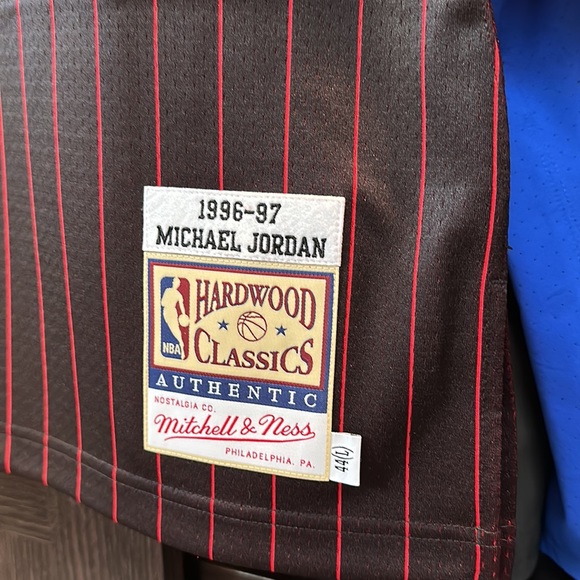 1996-97
MICHAEL JORDAN
HARDWOOD
NBA
CLASSICS
AUTHENTIC
NOSTALGIA CO.
Mitchell & Ness
PHILADELPHIA, PA.
44(L)